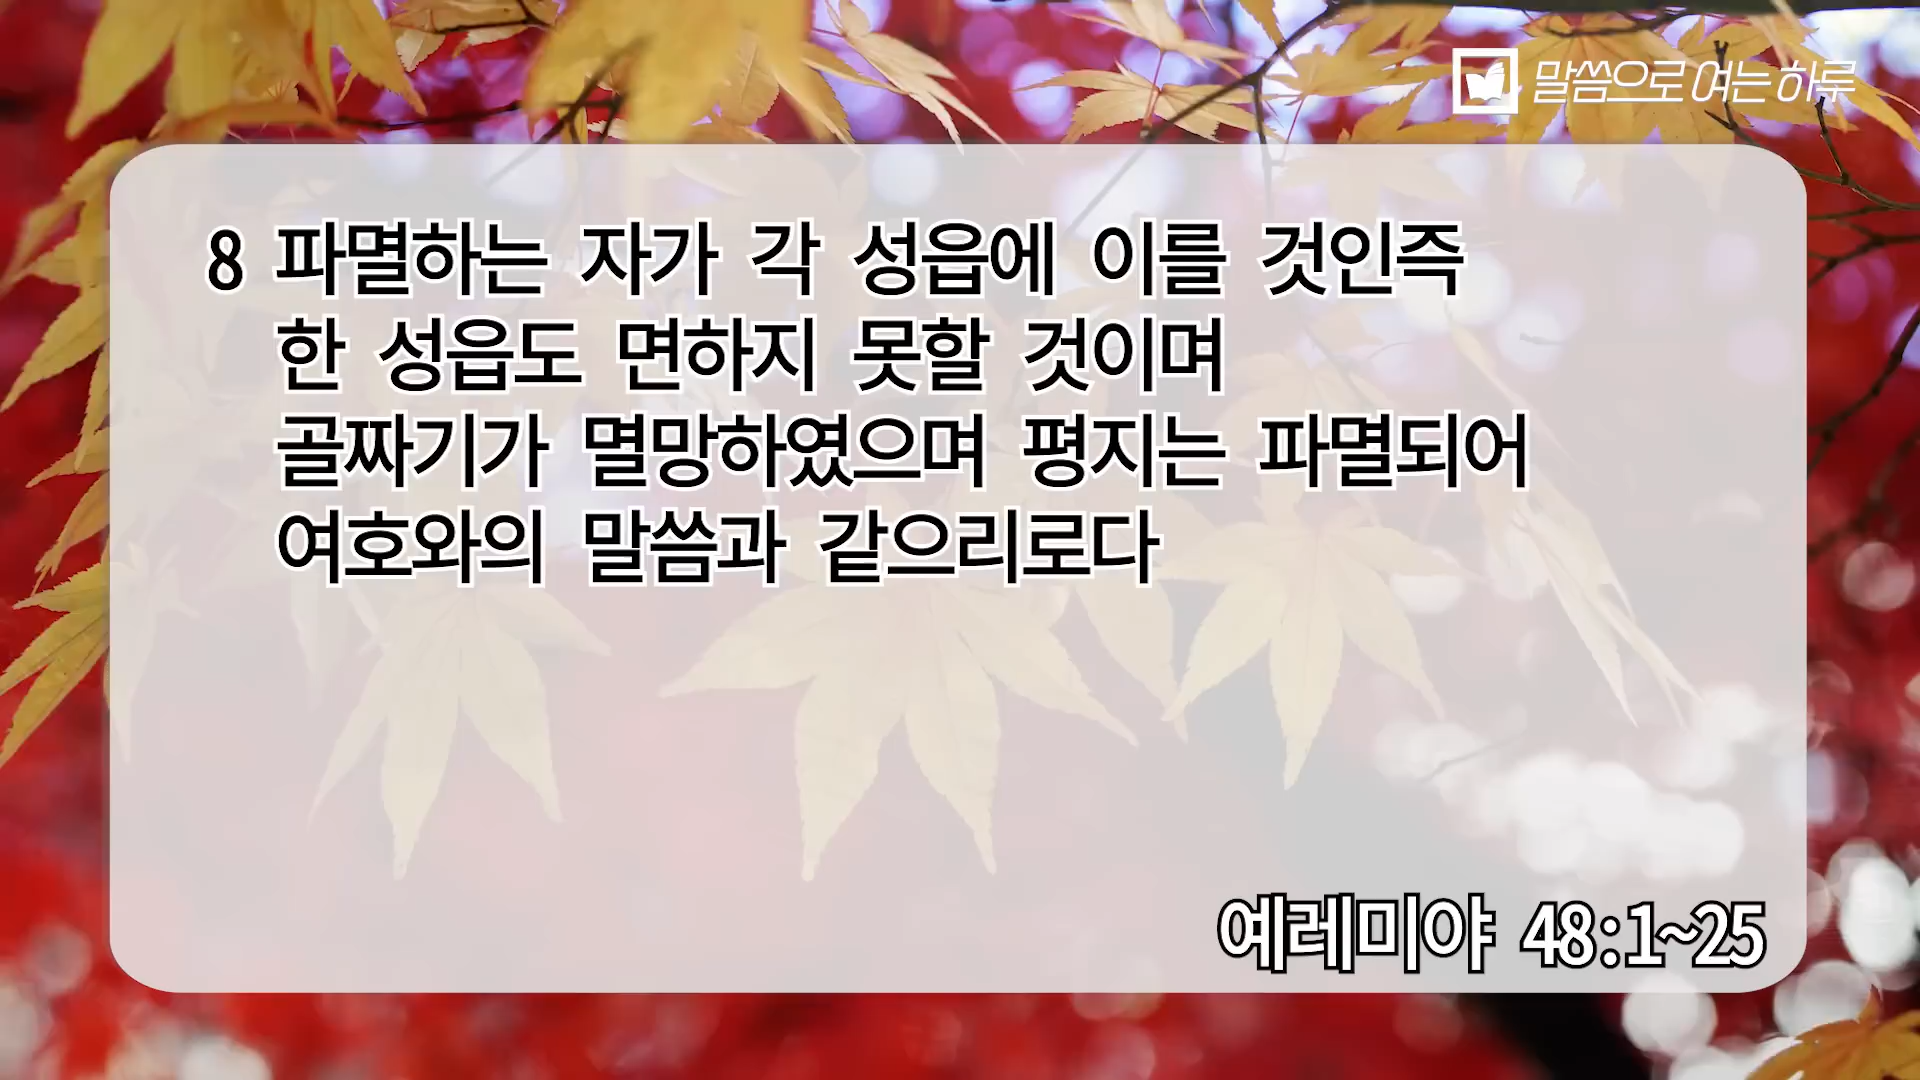 말씀으로 여는 하루
8 파멸하는 자가 각 성읍에 이를 것인즉
한 성읍도 면하지 못할 것이며
골짜기가 멸망하였으며 평지는 파멸되어
여호와의 말씀과 같으리로다
예레미야 48:1~25